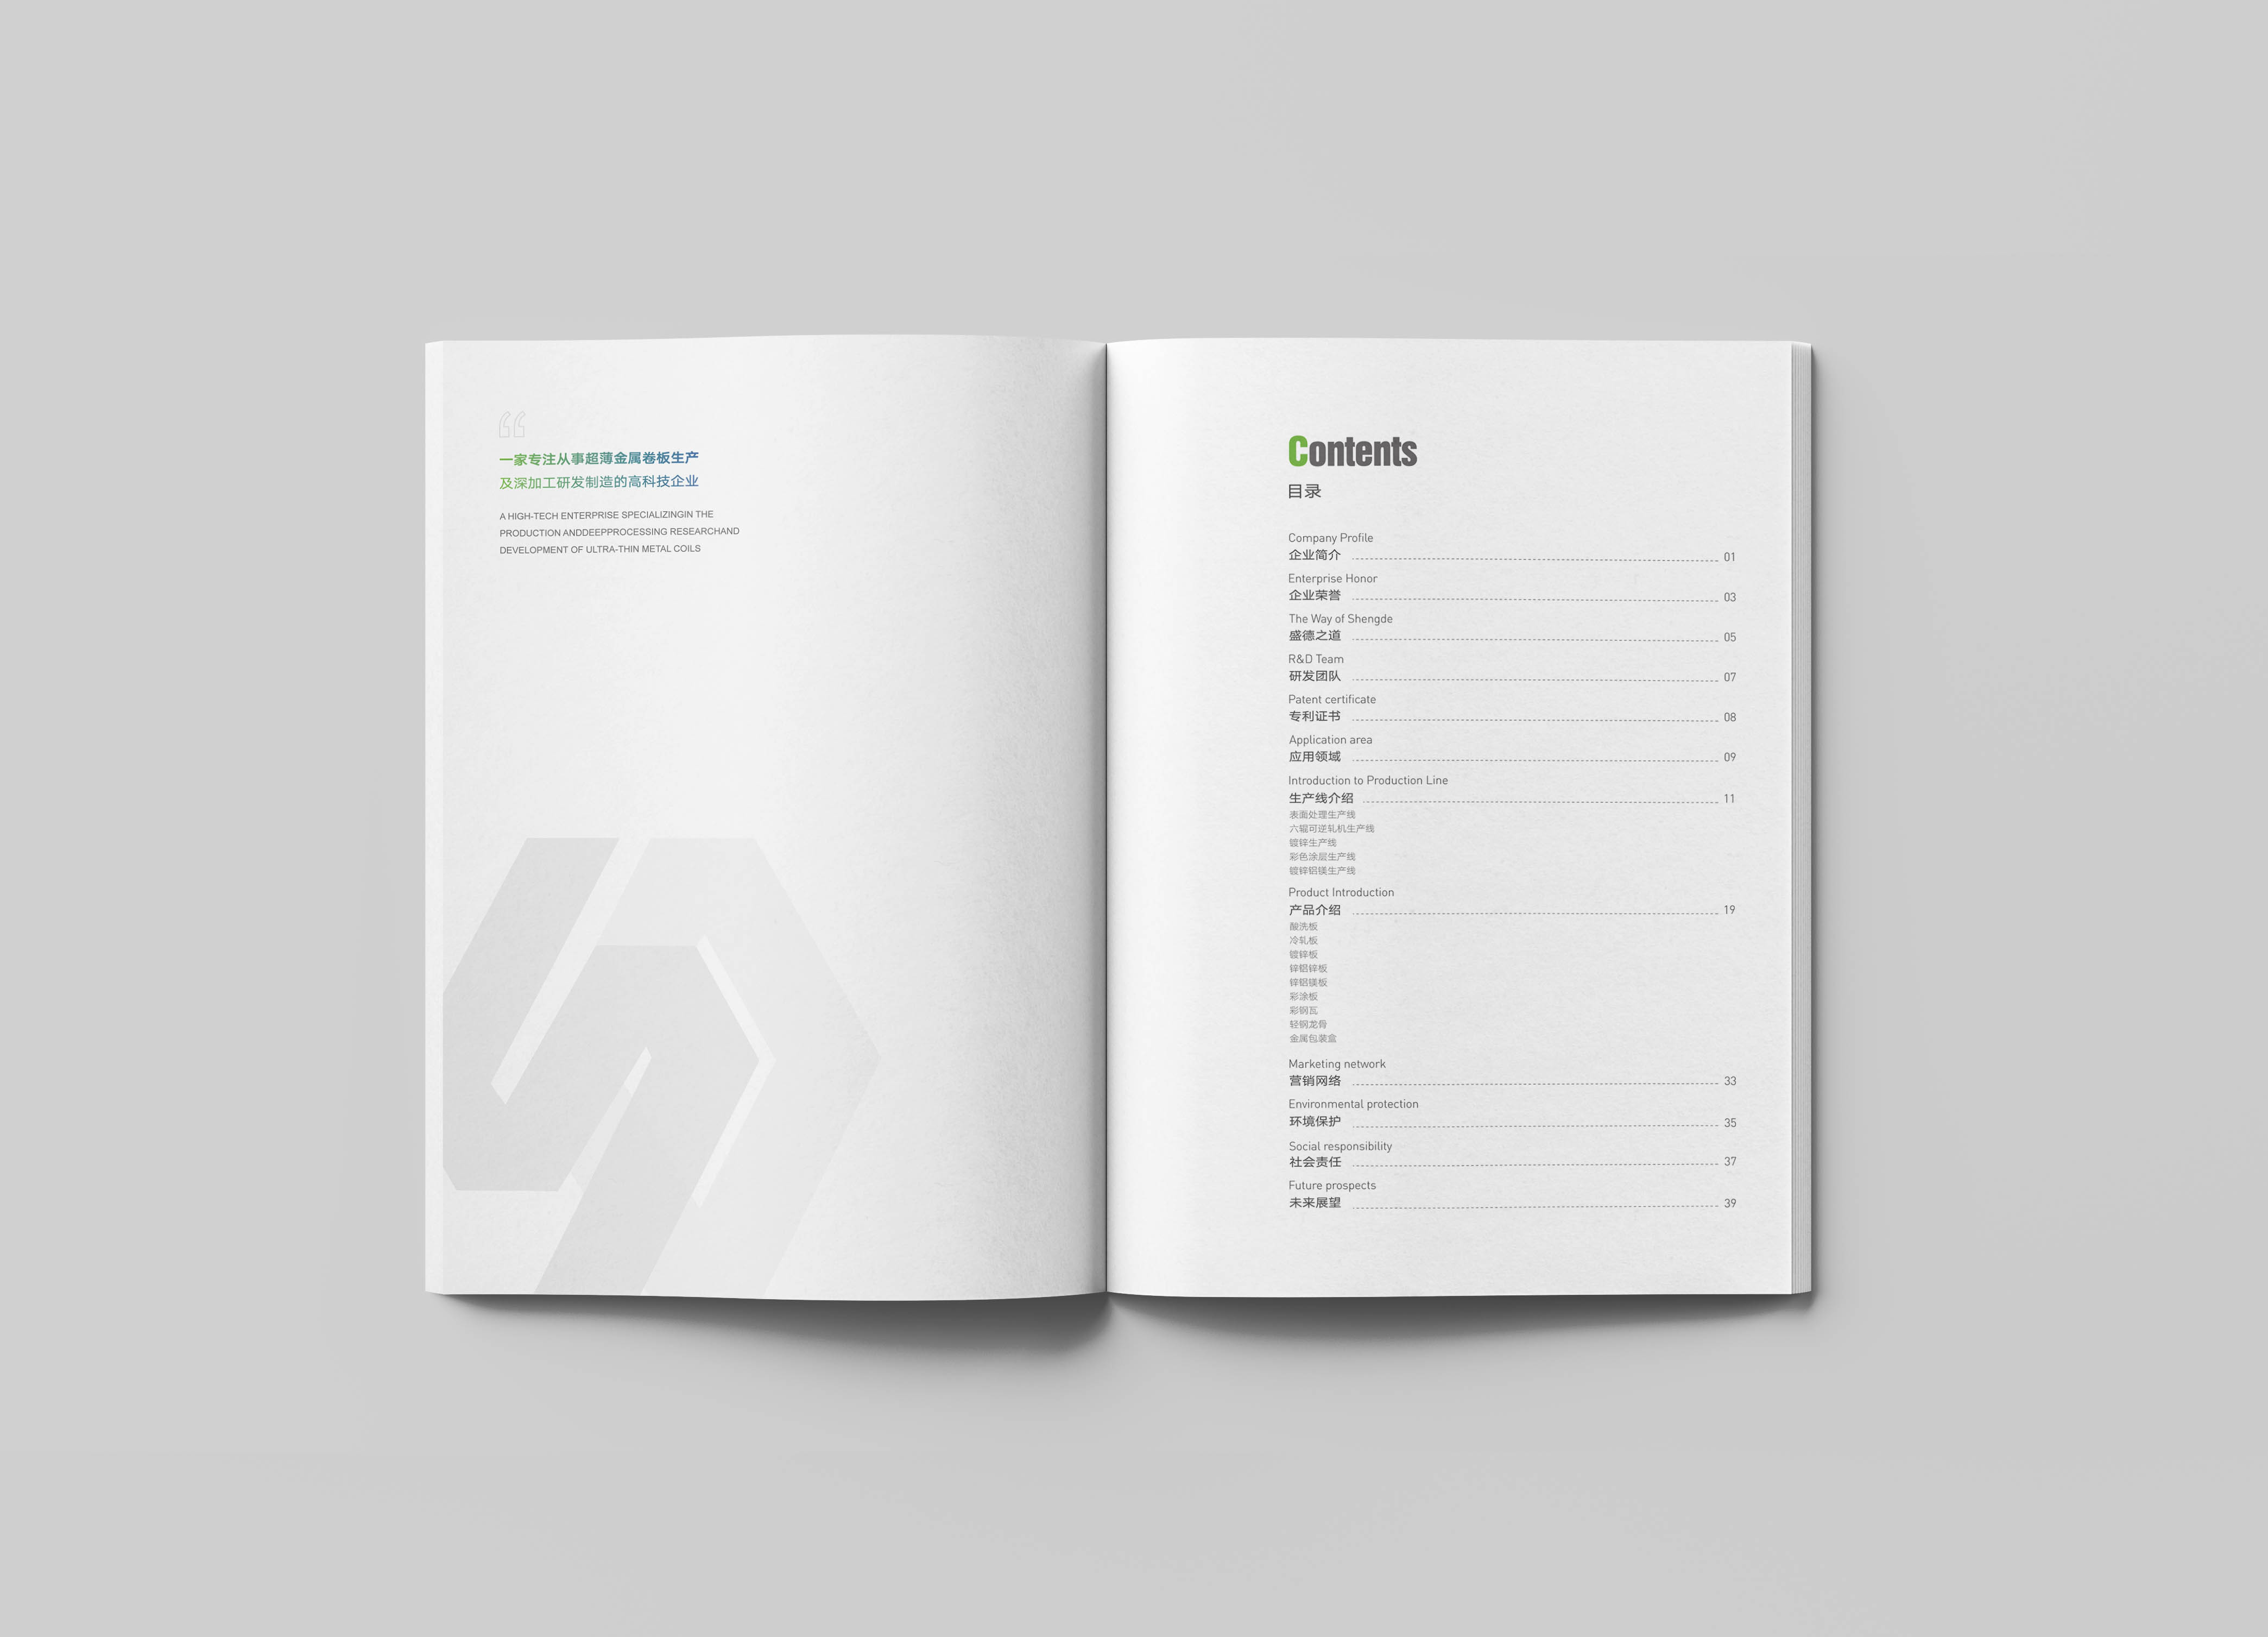 “
一家专注从事超薄金属卷板生产
及深加工研发制造的高科技企业
A HIGH-TECH ENTERPRISE SPECIALIZINGIN THE
PRODUCTION ANDDEEPPROCESSING RESEARCHAND
DEVELOPMENT OF ULTRA-THIN METAL COILS
Contents
目录
Company Profile
企业简介 01
Enterprise Honor
企业荣誉 03
The Way of Shengde
盛德之道 05
R&D Team
研发团队 07
Patent certificate
专利证书 08
Application area
应用领域 09
Introduction to Production Line
生产线介绍 11
表面处理生产线
六辊可逆轧机生产线
镀锌生产线
彩色涂层生产线
镀锌铝镁生产线
Product Introduction
产品介绍 19
酸洗板
冷轧板
镀锌板
锌铝锌板
锌铝镁板
彩涂板
彩钢瓦
轻钢龙骨
金属包装盒
Marketing network
营销网络 33
Environmental protection
环境保护 35
Social responsibility
社会责任 37
Future prospects
未来展望 39